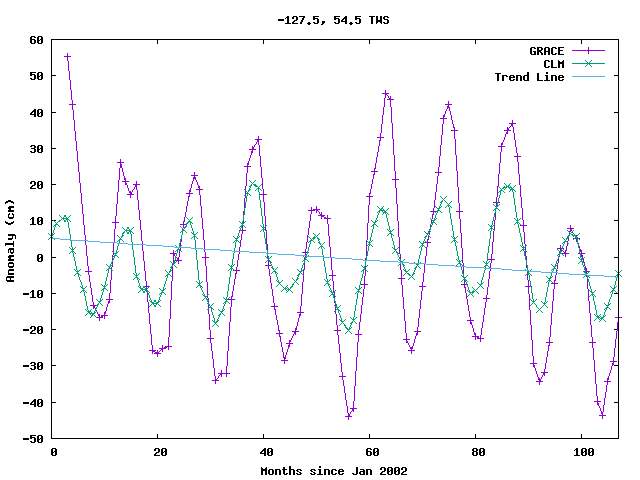 -127.5, 54.5 TWS
GRACE
CLM
Trend Line
60
50
40
30
20
10
0
-10
-20
-30
-40
-50
Anomaly (cm)
0 20 40 60 80 100
Months since Jan 2002